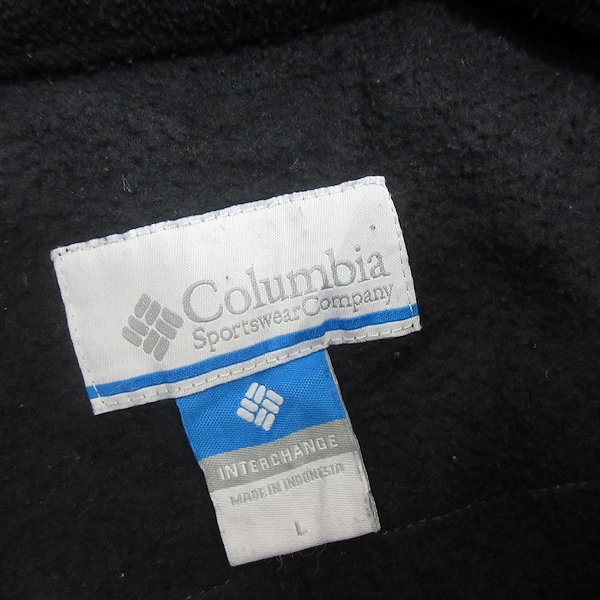 Columbia
Sportswear Company
INTERCHANGE
MADE IN INDONESIA
L